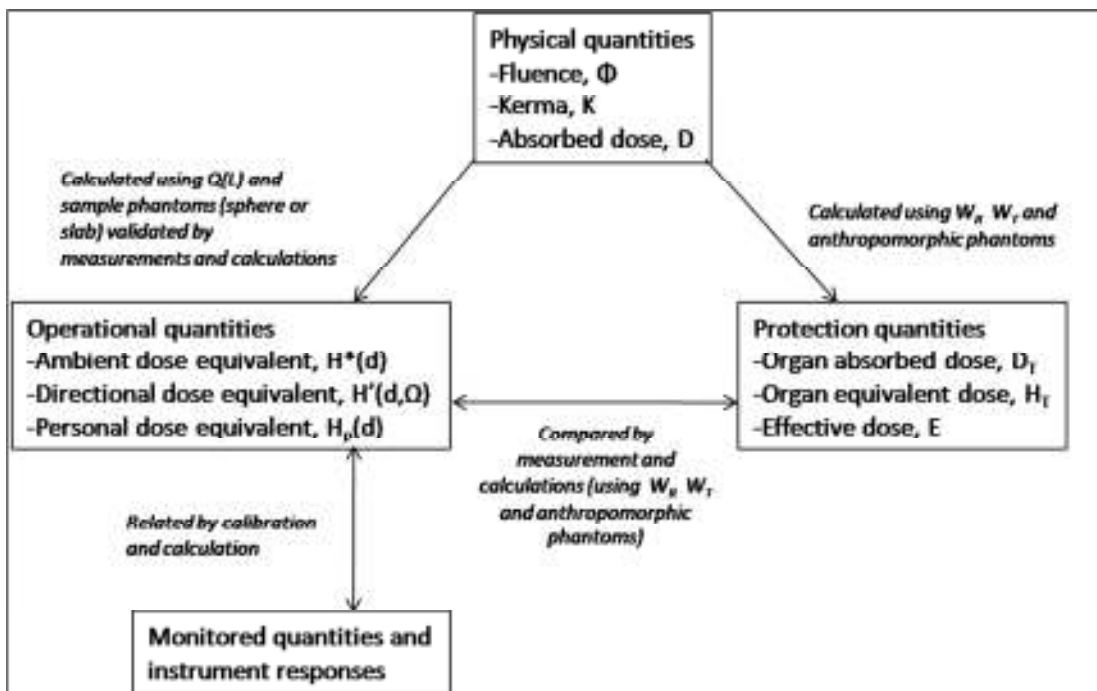 Physical quantities
-Fluence, Φ
-Kerma, K
-Absorbed dose, D
Calculated using Q(L) and
sample phantoms (sphere or
slab) validated by
measurements and calculations
Calculated using W_R W_T and
anthropomorphic phantoms
Operational quantities
-Ambient dose equivalent, H*(d)
-Directional dose equivalent, H'(d,Ω)
-Personal dose equivalent, H_p(d)
Protection quantities
-Organ absorbed dose, D_T
-Organ equivalent dose, H_T
-Effective dose, E
Compared by
measurement and
calculations (using W_R W_T
and anthropomorphic
phantoms)
Related by calibration
and calculation
Monitored quantities and
instrument responses